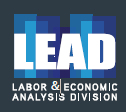 LEAD
LABOR & ECONOMIC
ANALYSIS DIVISION